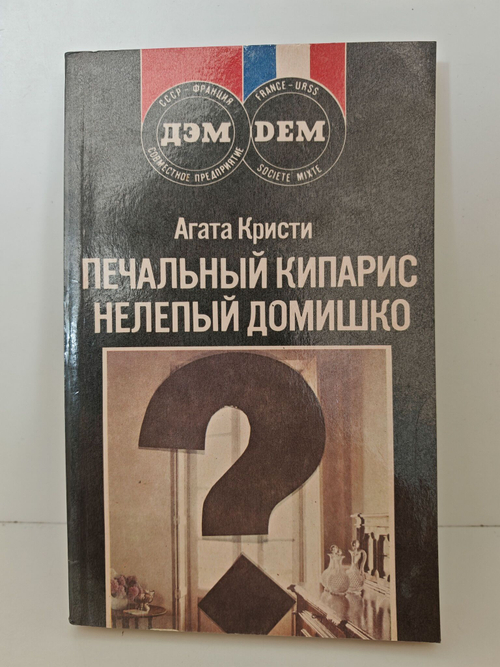 СССР - ФРАНЦИЯ
ДЭМ
СОВМЕСТНОЕ ПРЕДПРИЯТИЕ
FRANCE - URSS
DEM
SOCIETE MIXTE
Агата Кристи
ПЕЧАЛЬНЫЙ КИПАРИС
НЕЛЕПЫЙ ДОМИШКО
?